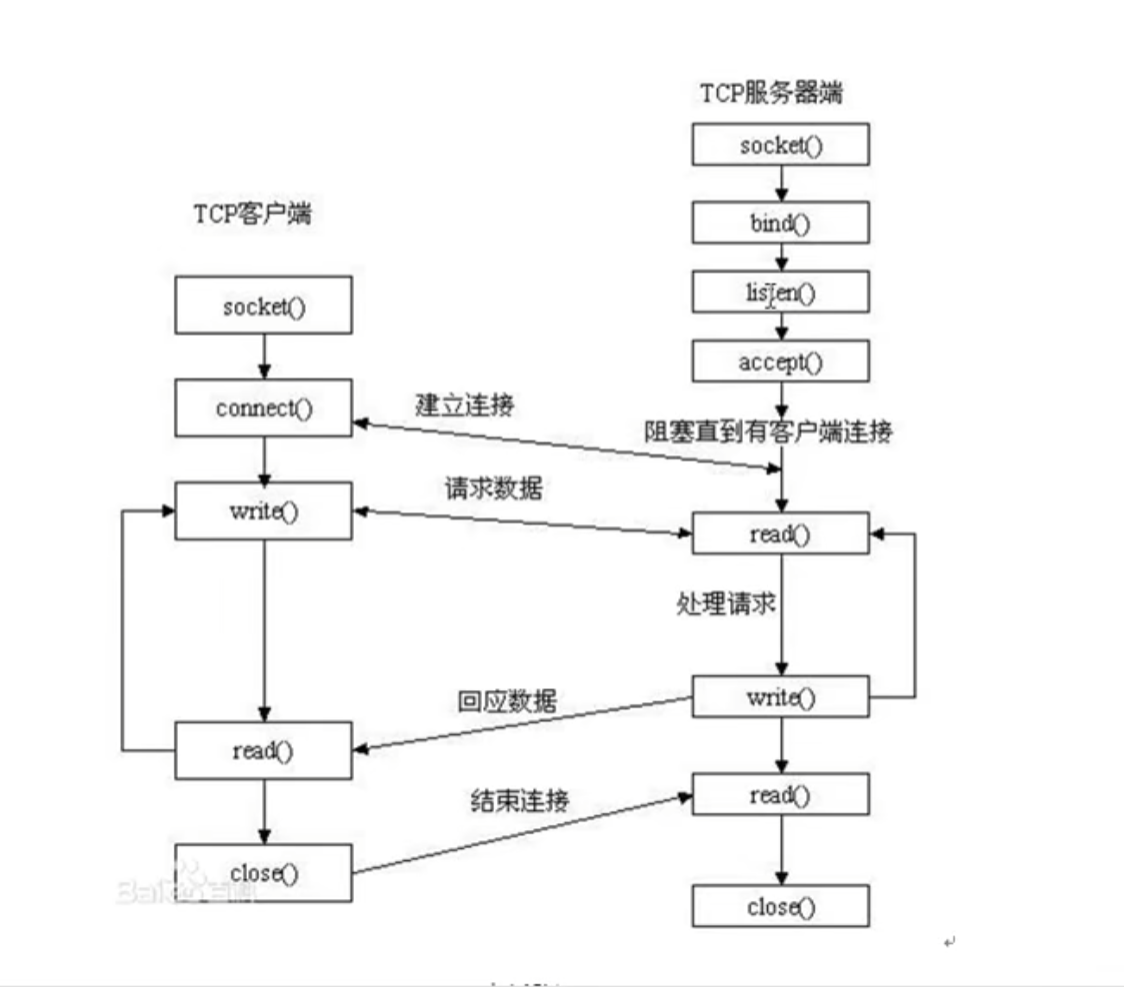 TCP服务器端
socket()
bind()
listen()
accept()
阻塞直到有客户端连接
read()
处理请求
write()
read()
close()
TCP客户端
socket()
connect()
write()
read()
close()
建立连接
请求数据
回应数据
结束连接
Bai百科